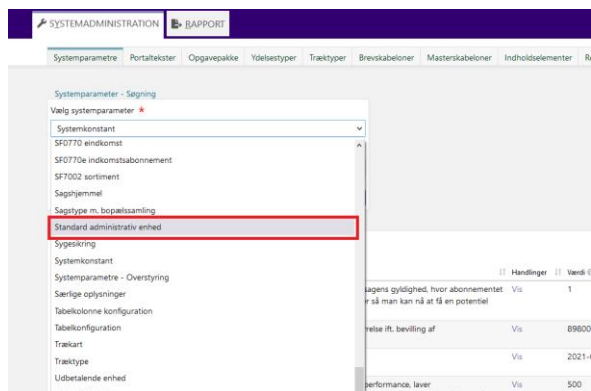 SYSTEMADMINISTRATION RAPPORT
Systemparametre Portaltekster Opgavepakke Ydelsestyper Træktyper Brevskabeloner Masterskabeloner Indholdselementer
Systemparameter - Søgning
Vælg systemparameter *
Systemkonstant
SF0770 eindkomst
SF0770e indkomstsabonnement
SF7002 sortiment
Sagshjemmel
Sagstype m. bopælssamling
Standard administrativ enhed
Sygesikring
Systemkonstant
Systemparametre - Overstyring
Særlige oplysninger
Tabelkolonne konfiguration
Tabelkonfiguration
Trækart
Træktype
Udbetalende enhed
Handlinger Værdi
sagens gyldighed, hvor abonnementet Vis 1
r så man kan nå at få en potentiel
rrelse ift. bevilling af Vis 89800
Vis 2021-
performance, laver Vis 500